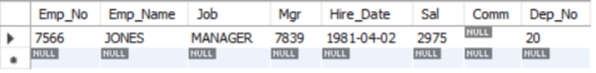 Emp_No Emp_Name Job Mgr Hire_Date Sal Comm Dep_No
7566 JONES MANAGER 7839 1981-04-02 2975 NULL 20
NULL NULL NULL NULL NULL NULL NULL NULL